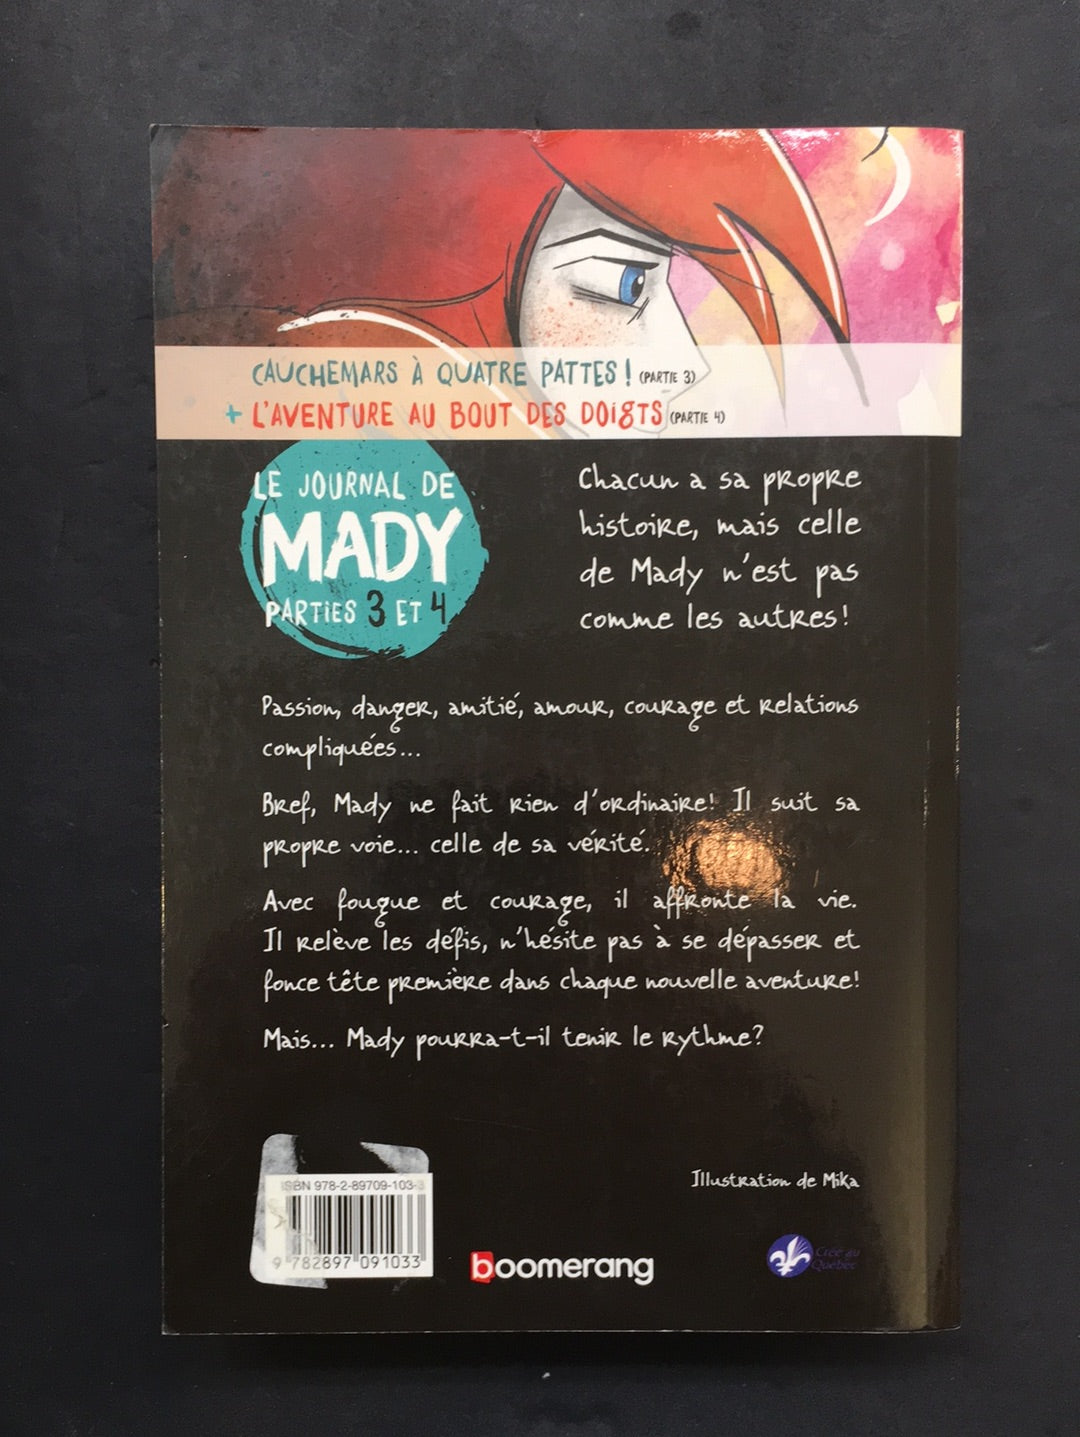 CAUCHEMARS À QUATRE PATTES! (PARTIE 3)
+ L'AVENTURE AU BOUT DES DOIGTS (PARTIE 4)
LE JOURNAL DE
MADY
PARTIES 3 ET 4
Chacun a sa propre
histoire, mais celle
de Mady n'est pas
comme les autres!
Passion, danger, amitié, amour, courage et relations
compliquées...
Bref, Mady ne fait rien d'ordinaire! Il suit sa
propre voie... celle de sa vérité.
Avec fougue et courage, il affronte la vie.
Il relève les défis, n'hésite pas à se dépasser et
fonce tête première dans chaque nouvelle aventure!
Mais... Mady pourra-t-il tenir le rythme?
ISBN 978-2-89709-103-3
9 782897 091033
Illustration de Mika
boomerang
Créé au
Québec